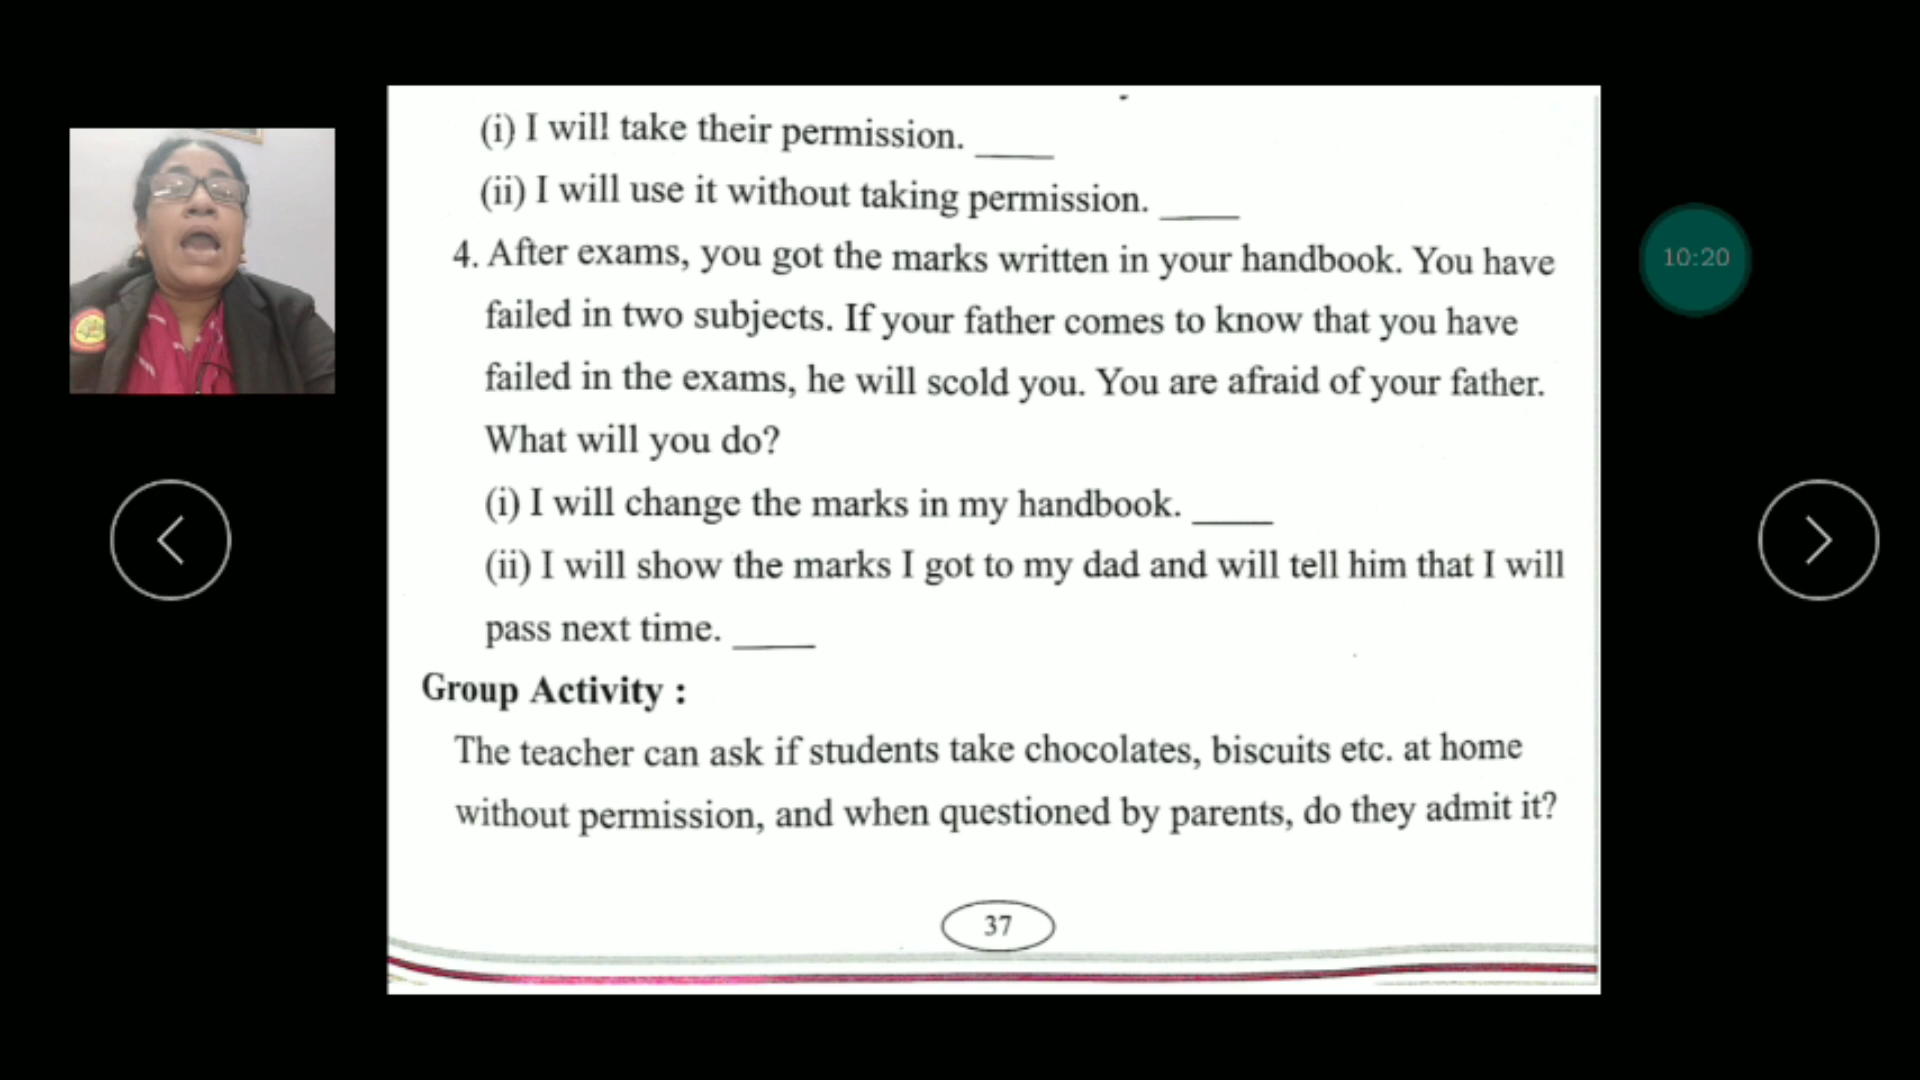 (i) I will take their permission. ____
(ii) I will use it without taking permission. ____
4. After exams, you got the marks written in your handbook. You have
failed in two subjects. If your father comes to know that you have
failed in the exams, he will scold you. You are afraid of your father.
What will you do?
(i) I will change the marks in my handbook. ____
(ii) I will show the marks I got to my dad and will tell him that I will
pass next time. ____
Group Activity :
The teacher can ask if students take chocolates, biscuits etc. at home
without permission, and when questioned by parents, do they admit it?
37
10:20